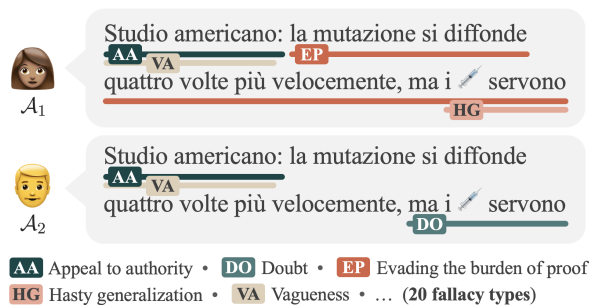 Studio americano: la mutazione si diffonde
AA VA EP
quattro volte più velocemente, ma i 💉 servono
HG
A1
Studio americano: la mutazione si diffonde
AA VA
quattro volte più velocemente, ma i 💉 servono
DO
A2
AA Appeal to authority • DO Doubt • EP Evading the burden of proof
HG Hasty generalization • VA Vagueness • … (20 fallacy types)